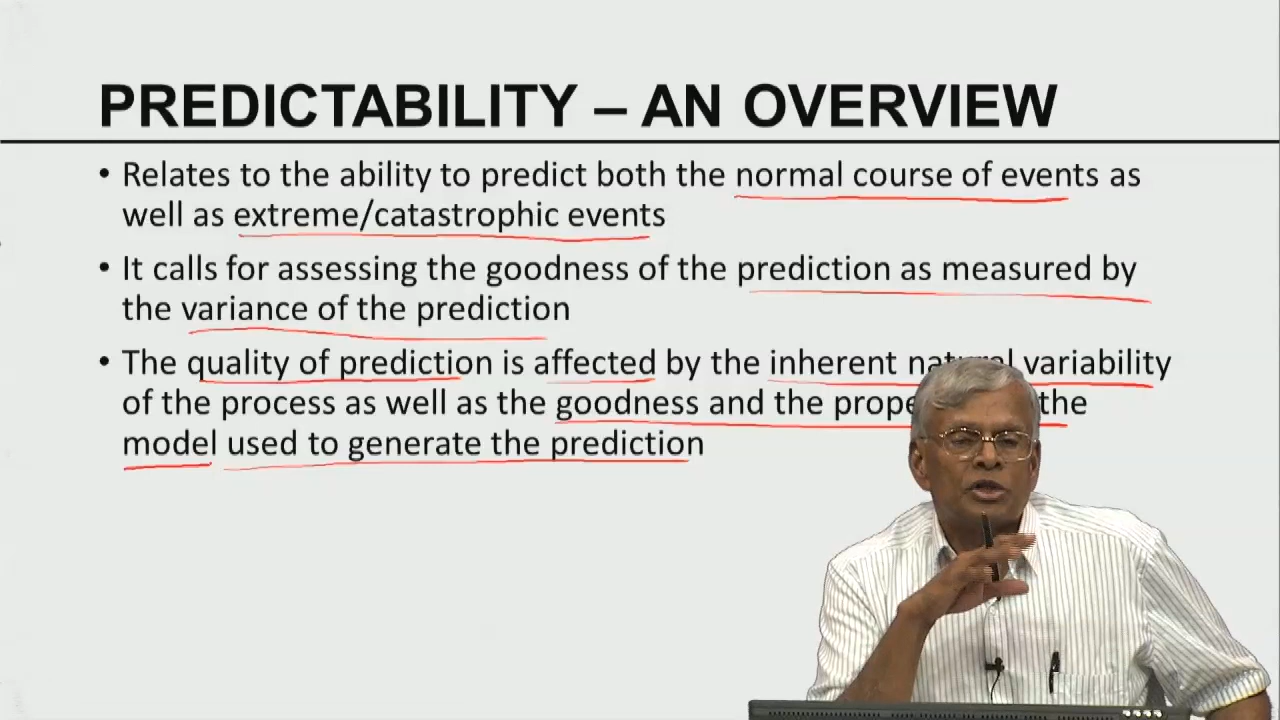 PREDICTABILITY – AN OVERVIEW
• Relates to the ability to predict both the normal course of events as
well as extreme/catastrophic events
• It calls for assessing the goodness of the prediction as measured by
the variance of the prediction
• The quality of prediction is affected by the inherent natural variability
of the process as well as the goodness and the the
model used to generate the prediction